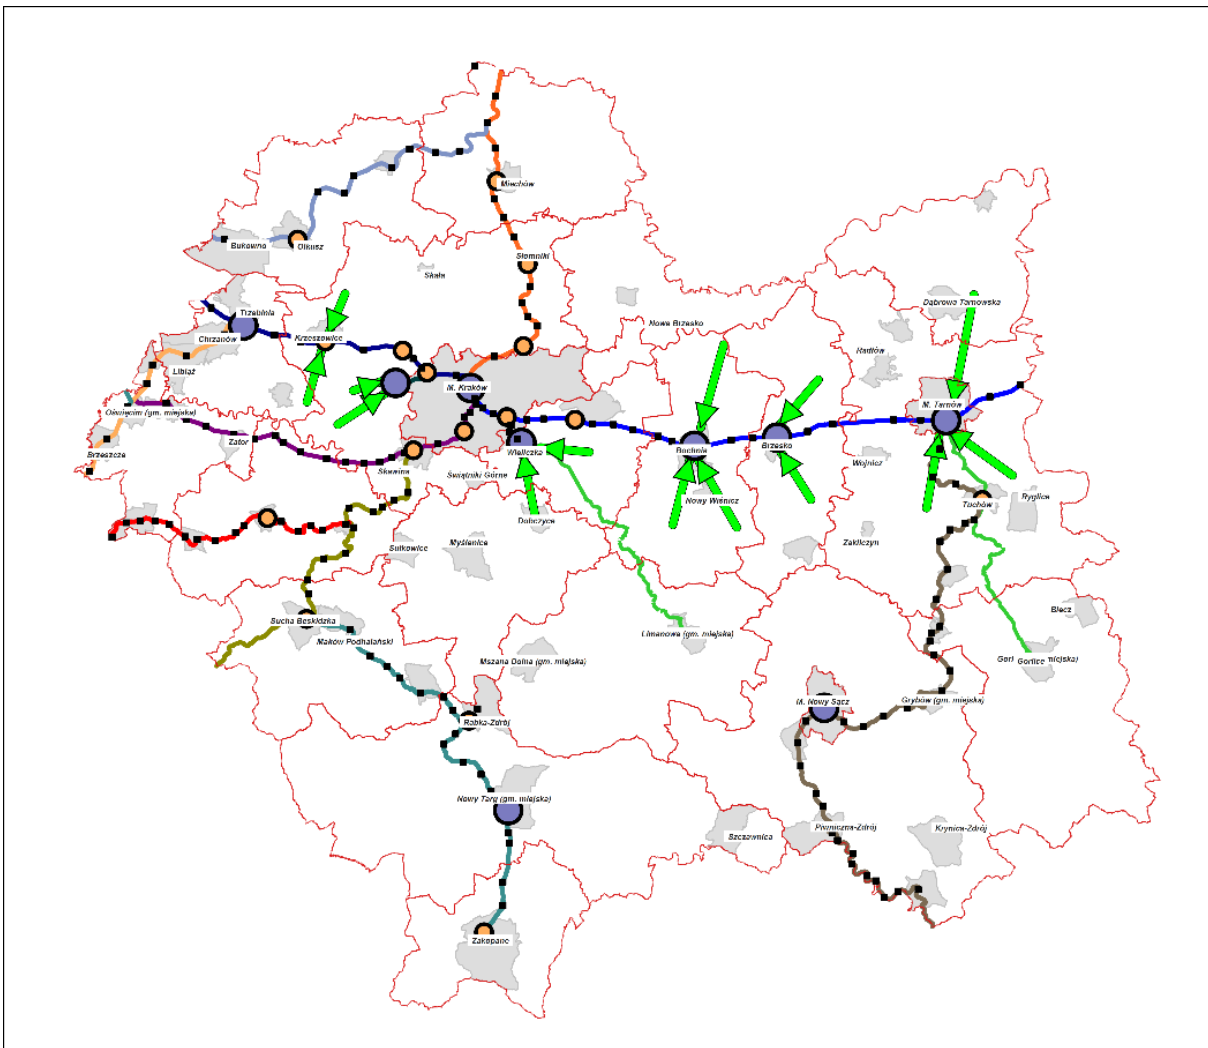 Miechów
Bukowno
Olkusz
Słomniki
Skała
Dąbrowa Tarnowska
Trzebinia
Nowe Brzesko
Chrzanów
Krzeszowice
Radłów
Libiąż
M. Kraków
M. Tarnów
Oświęcim (gm. miejska)
Zator
Brzeszcze
Wieliczka
Bochnia
Brzesko
Wojnicz
Skawina
Świątniki Górne
Nowy Wiśnicz
Ryglice
Tuchów
Dobczyce
Zakliczyn
Sułkowice
Myślenice
Biecz
Sucha Beskidzka
Maków Podhalański
Limanowa (gm. miejska)
Mszana Dolna (gm. miejska)
Gorlice
miejska)
M. Nowy Sącz
Grybów (gm. miejska)
Rabka-Zdrój
Nowy Targ (gm. miejska)
Szczawnica
Piwniczna-Zdrój
Krynica-Zdrój
Zakopane